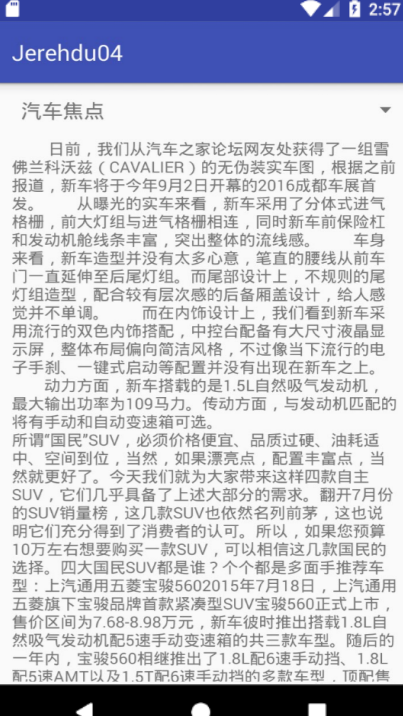 2:57
Jerehdu04
汽车焦点
日前，我们从汽车之家论坛网友处获得了一组雪
佛兰科沃兹（CAVALIER）的无伪装实车图，根据之前
报道，新车将于今年9月2日开幕的2016成都车展首
发。 从曝光的实车来看，新车采用了分体式进气
格栅，前大灯组与进气格栅相连，同时新车前保险杠
和发动机舱线条丰富，突出整体的流线感。 车身
来看，新车造型并没有太多心意，笔直的腰线从前车
门一直延伸至后尾灯组。而尾部设计上，不规则的尾
灯组造型，配合较有层次感的后备厢盖设计，给人感
觉并不单调。 而在内饰设计上，我们看到新车采
用流行的双色内饰搭配，中控台配备有大尺寸液晶显
示屏，整体布局偏向简洁风格，不过像当下流行的电
子手刹、一键式启动等配置并没有出现在新车之上。
动力方面，新车搭载的是1.5L自然吸气发动机，
最大输出功率为109马力。传动方面，与发动机匹配的
将有手动和自动变速箱可选。
所谓“国民”SUV，必须价格便宜、品质过硬、油耗适
中、空间到位，当然，如果漂亮点，配置丰富点，当
然就更好了。今天我们就为大家带来这样四款自主
SUV，它们几乎具备了上述大部分的需求。翻开7月份
的SUV销量榜，这几款SUV也依然名列前茅，这也说
明它们充分得到了消费者的认可。所以，如果您预算
10万左右想要购买一款SUV，可以相信这几款国民的
选择。四大国民SUV都是谁？个个都是多面手推荐车
型：上汽通用五菱宝骏5602015年7月18日，上汽通用
五菱旗下宝骏品牌首款紧凑型SUV宝骏560正式上市，
售价区间为7.68-8.98万元，新车彼时推出搭载1.8L自
然吸气发动机配5速手动变速箱的共三款车型。随后的
一年内，宝骏560相继推出了1.8L配6速手动挡、1.8L
配5速AMT以及1.5T配6速手动挡的多款车型，顶配售